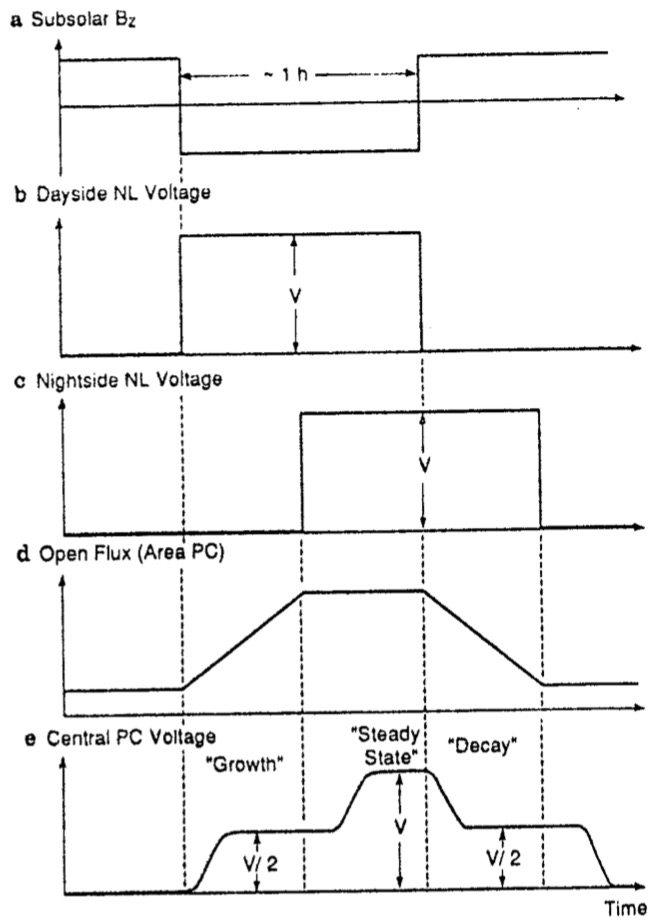 a Subsolar Bz
~ 1 h
b Dayside NL Voltage
V
c Nightside NL Voltage
V
d Open Flux (Area PC)
e Central PC Voltage
"Growth"
"Steady
State"
"Decay"
V/2
V
V/2
Time